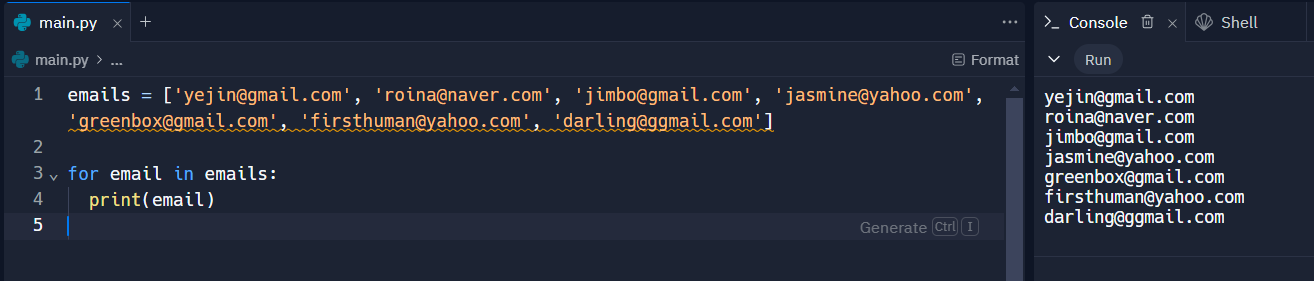 main.py × +
main.py > ...
Format
1 emails = ['yejin@gmail.com', 'roina@naver.com', 'jimbo@gmail.com', 'jasmine@yahoo.com',
'greenbox@gmail.com', 'firsthuman@yahoo.com', 'darling@ggmail.com']
2
3 for email in emails:
4   print(email)
5
Generate Ctrl I
Console × Shell
Run
yejin@gmail.com
roina@naver.com
jimbo@gmail.com
jasmine@yahoo.com
greenbox@gmail.com
firsthuman@yahoo.com
darling@ggmail.com